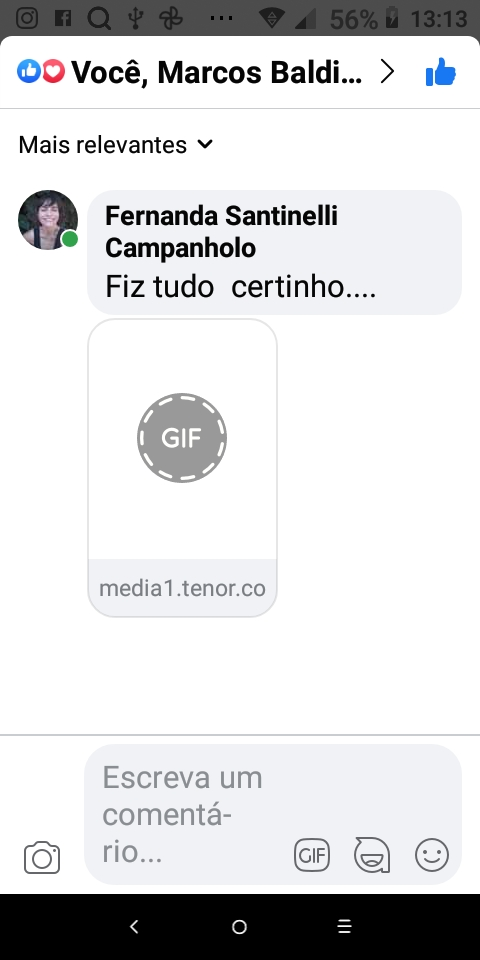 56% 13:13
Você, Marcos Baldi...
Mais relevantes
Fernanda Santinelli
Campanholo
Fiz tudo  certinho....
GIF
media1.tenor.co
Escreva um
comentá-
rio...
GIF